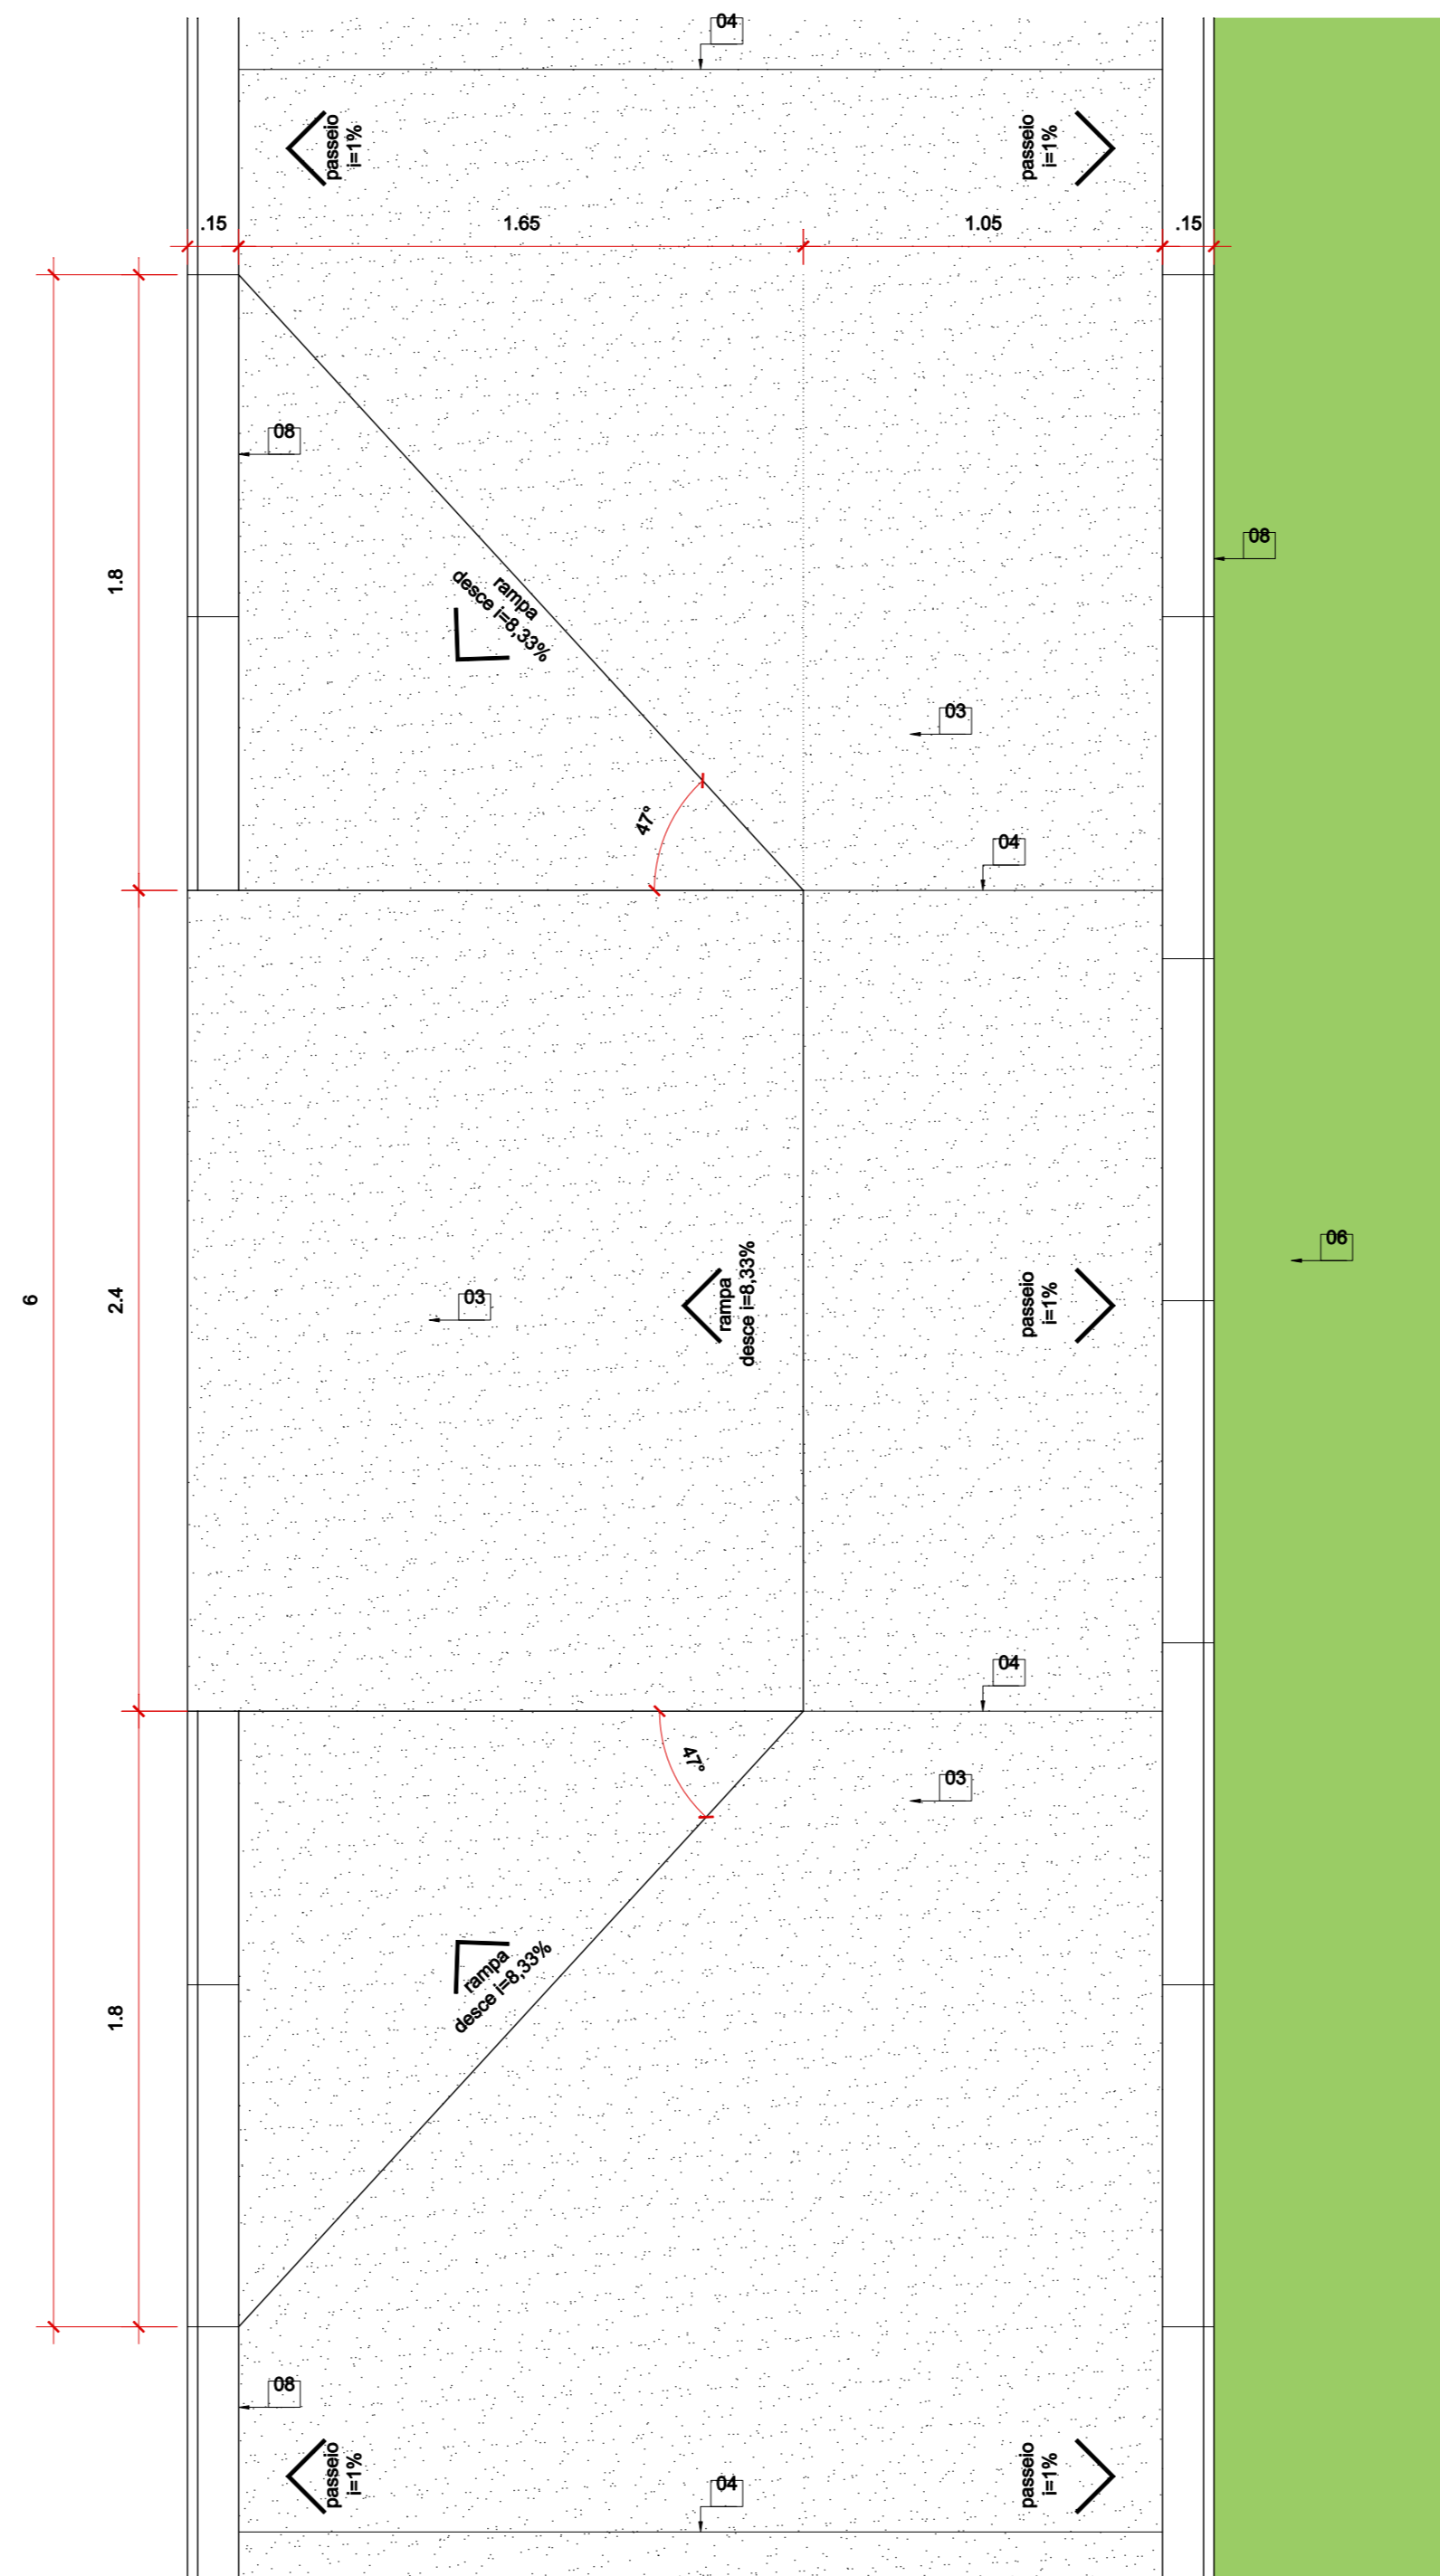 04
passeio
i=1%
passeio
i=1%
.15
1.65
1.05
.15
08
08
1.8
rampa
desce i=8,33%
03
47°
04
06
6
2.4
03
rampa
desce i=8,33%
passeio
i=1%
04
47°
03
rampa
desce i=8,33%
1.8
08
passeio
i=1%
04
passeio
i=1%